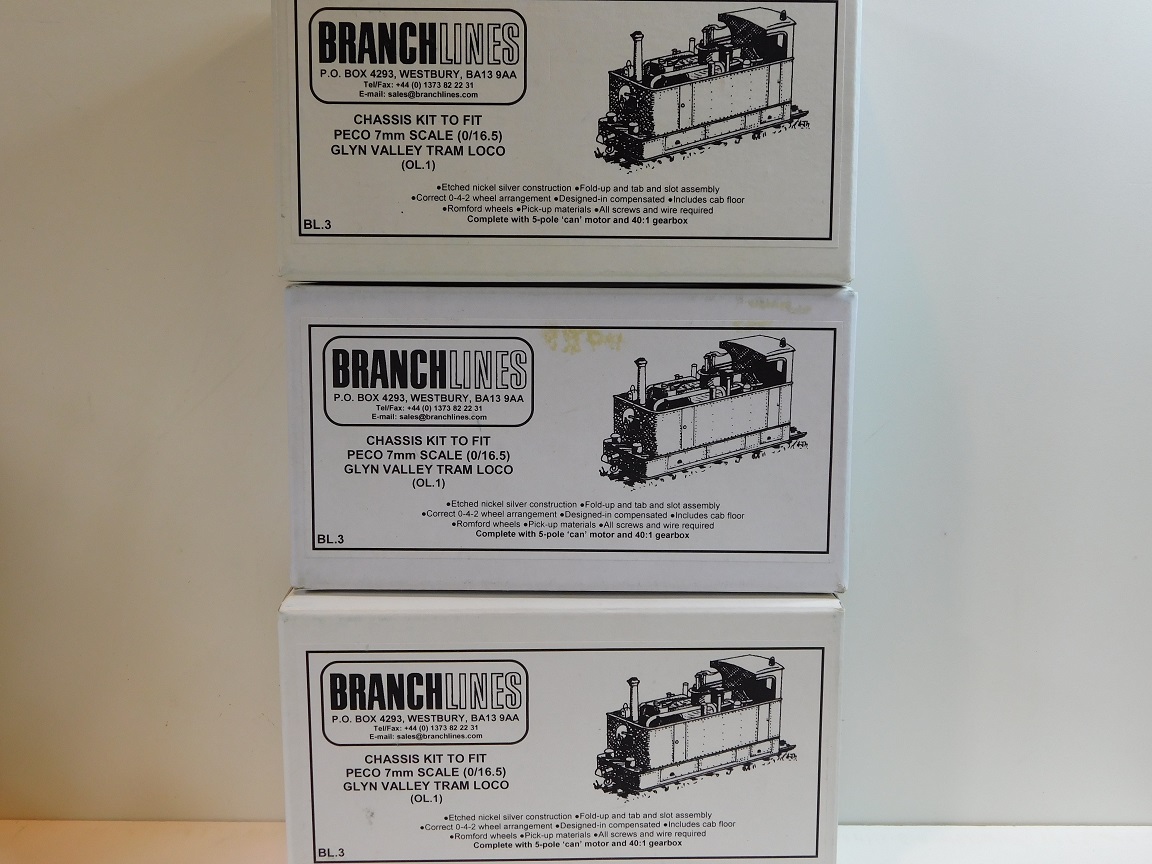 BRANCHLINES
P.O. BOX 4293, WESTBURY, BA13 9AA
Tel/Fax: +44 (0) 1373 82 22 31
E-mail: sales@branchlines.com
CHASSIS KIT TO FIT
PECO 7mm SCALE (0/16.5)
GLYN VALLEY TRAM LOCO
(OL.1)
●Etched nickel silver construction ●Fold-up and tab and slot assembly
●Correct 0-4-2 wheel arrangement ●Designed-in compensated ●Includes cab floor
●Romford wheels ●Pick-up materials ●All screws and wire required
Complete with 5-pole ‘can’ motor and 40:1 gearbox
BL.3
BRANCHLINES
P.O. BOX 4293, WESTBURY, BA13 9AA
Tel/Fax: +44 (0) 1373 82 22 31
E-mail: sales@branchlines.com
CHASSIS KIT TO FIT
PECO 7mm SCALE (0/16.5)
GLYN VALLEY TRAM LOCO
(OL.1)
●Etched nickel silver construction ●Fold-up and tab and slot assembly
●Correct 0-4-2 wheel arrangement ●Designed-in compensated ●Includes cab floor
●Romford wheels ●Pick-up materials ●All screws and wire required
Complete with 5-pole ‘can’ motor and 40:1 gearbox
BL.3
BRANCHLINES
P.O. BOX 4293, WESTBURY, BA13 9AA
Tel/Fax: +44 (0) 1373 82 22 31
E-mail: sales@branchlines.com
CHASSIS KIT TO FIT
PECO 7mm SCALE (0/16.5)
GLYN VALLEY TRAM LOCO
(OL.1)
●Etched nickel silver construction ●Fold-up and tab and slot assembly
●Correct 0-4-2 wheel arrangement ●Designed-in compensated ●Includes cab floor
●Romford wheels ●Pick-up materials ●All screws and wire required
Complete with 5-pole ‘can’ motor and 40:1 gearbox
BL.3